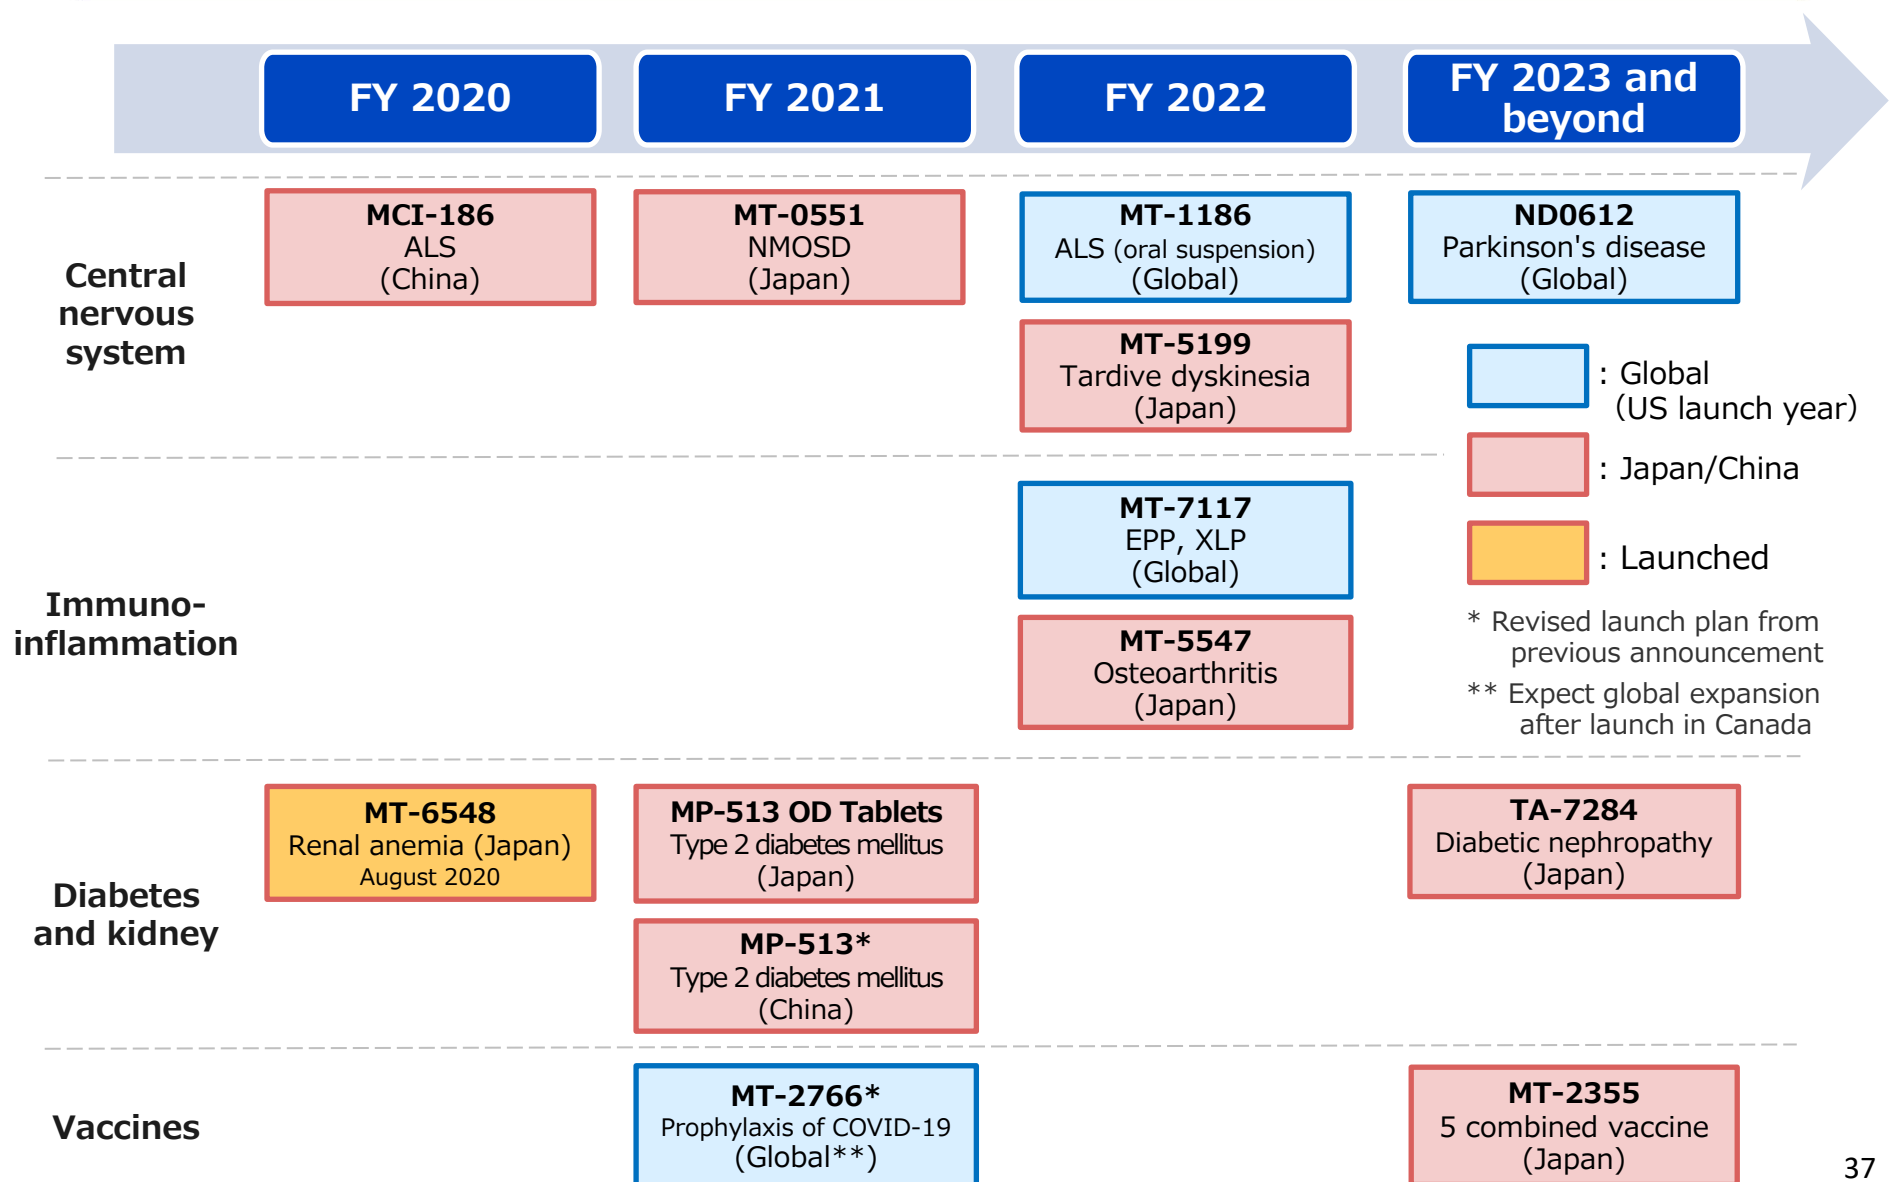 FY 2020
FY 2021
FY 2022
FY 2023 and
beyond
Central
nervous
system
MCI-186
ALS
(China)
MT-0551
NMOSD
(Japan)
MT-1186
ALS (oral suspension)
(Global)
MT-5199
Tardive dyskinesia
(Japan)
ND0612
Parkinson's disease
(Global)
: Global
(US launch year)
: Japan/China
: Launched
* Revised launch plan from
previous announcement
** Expect global expansion
after launch in Canada
Immuno-
inflammation
MT-7117
EPP, XLP
(Global)
MT-5547
Osteoarthritis
(Japan)
Diabetes
and kidney
MT-6548
Renal anemia (Japan)
August 2020
MP-513 OD Tablets
Type 2 diabetes mellitus
(Japan)
MP-513*
Type 2 diabetes mellitus
(China)
TA-7284
Diabetic nephropathy
(Japan)
Vaccines
MT-2766*
Prophylaxis of COVID-19
(Global**)
MT-2355
5 combined vaccine
(Japan)
37